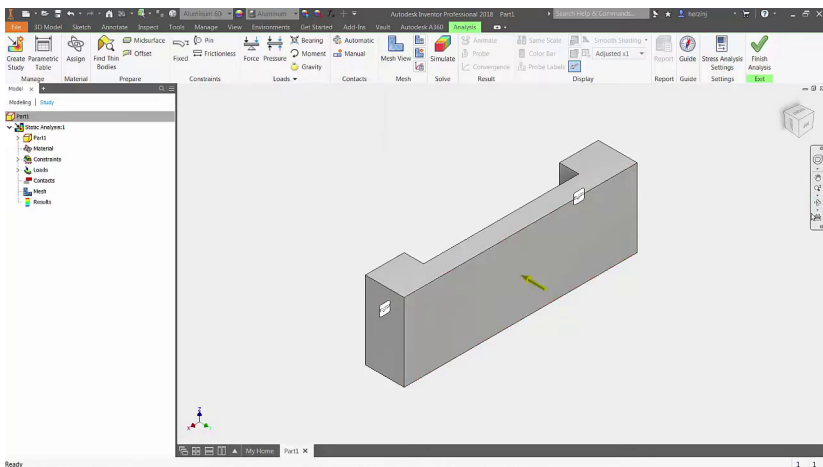 Aluminum 6061 Aluminum Autodesk Inventor Professional 2018 Part1 Search Help & Commands... herzinj
File 3D Model Sketch Annotate Inspect Tools Manage View Environments Get Started Add-Ins Vault Autodesk A360 Analysis
Create Study Parametric Table Assign Find Thin Bodies Midsurface Offset Fixed Pin Frictionless Force Pressure Bearing Moment Gravity Automatic Manual Mesh View Simulate Animate Probe Convergence Same Scale Color Bar Probe Labels Smooth Shading Adjusted x1 Report Guide Stress Analysis Settings Finish Analysis
Manage Material Prepare Constraints Loads Contacts Mesh Solve Result Display Report Guide Settings Exit
Model × +
Modeling Study
Part1
Static Analysis:1
Part1
Material
Constraints
Loads
Contacts
Mesh
Results
Z
x
My Home Part1 ×
Ready 1 1